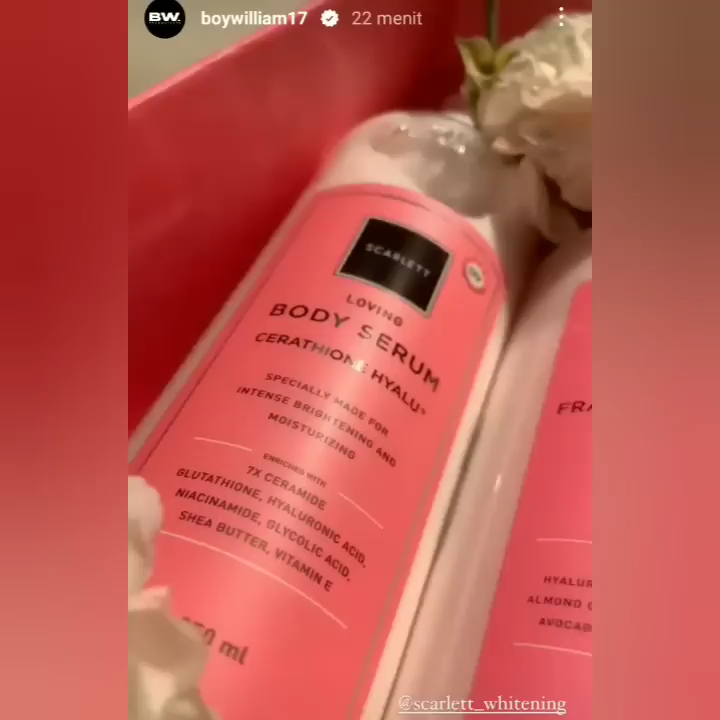 BW.
boywilliam17 22 menit
SCARLETT
LOVING
BODY SERUM
CERATHIONE HYALU+
SPECIALLY MADE FOR
INTENSE BRIGHTENING AND
MOISTURIZING
ENRICHED WITH
7X CERAMIDE
GLUTATHIONE, HYALURONIC ACID,
NIACINAMIDE, GLYCOLIC ACID,
SHEA BUTTER, VITAMIN E
ml
FRA
HYALUR
ALMOND
AVOCAD
@scarlett_whitening